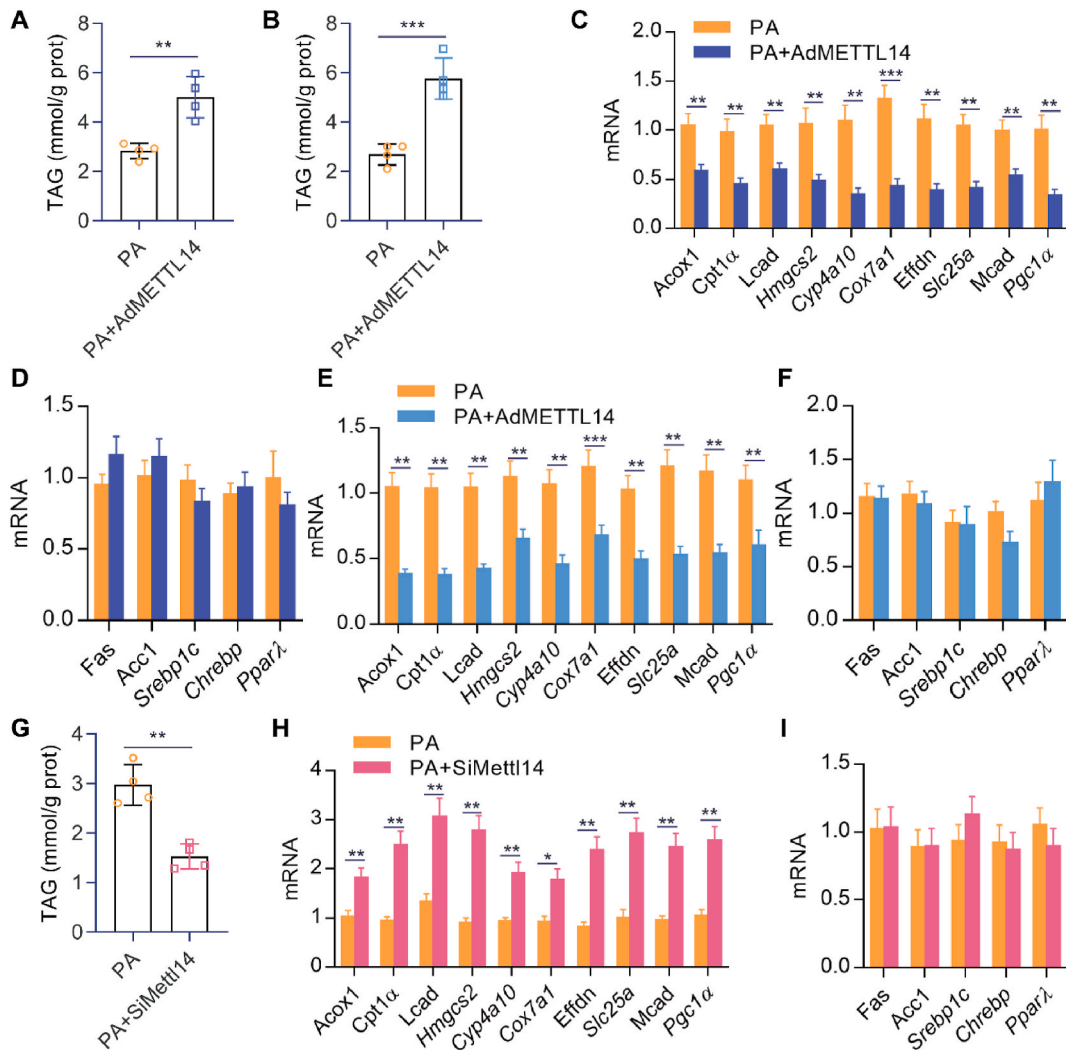 A
TAG (mmol/g prot)
8
6
4
2
0
**
PA
PA+AdMETTL14
B
TAG (mmol/g prot)
8
6
4
2
0
***
PA
PA+AdMETTL14
C
PA
PA+AdMETTL14
mRNA
2.0
1.5
1.0
0.5
0.0
** ** ** ** ** *** ** ** ** **
Acox1 Cpt1α Lcad Hmgcs2 Cyp4a10 Cox7a1 Effdn Slc25a Mcad Pgc1α
D
mRNA
1.5
1.0
0.5
0.0
Fas Acc1 Srebp1c Chrebp Pparλ
E
PA
PA+AdMETTL14
mRNA
1.5
1.0
0.5
0.0
** ** ** ** ** *** ** ** ** **
Acox1 Cpt1α Lcad Hmgcs2 Cyp4a10 Cox7a1 Effdn Slc25a Mcad Pgc1α
F
mRNA
2.0
1.5
1.0
0.5
0.0
Fas Acc1 Srebp1c Chrebp Pparλ
G
TAG (mmol/g prot)
4
3
2
1
0
**
PA
PA+SiMettl14
H
PA
PA+SiMettl14
mRNA
4
3
2
1
0
** ** ** ** ** * ** ** ** **
Acox1 Cpt1α Lcad Hmgcs2 Cyp4a10 Cox7a1 Effdn Slc25a Mcad Pgc1α
I
mRNA
1.5
1.0
0.5
0.0
Fas Acc1 Srebp1c Chrebp Pparλ